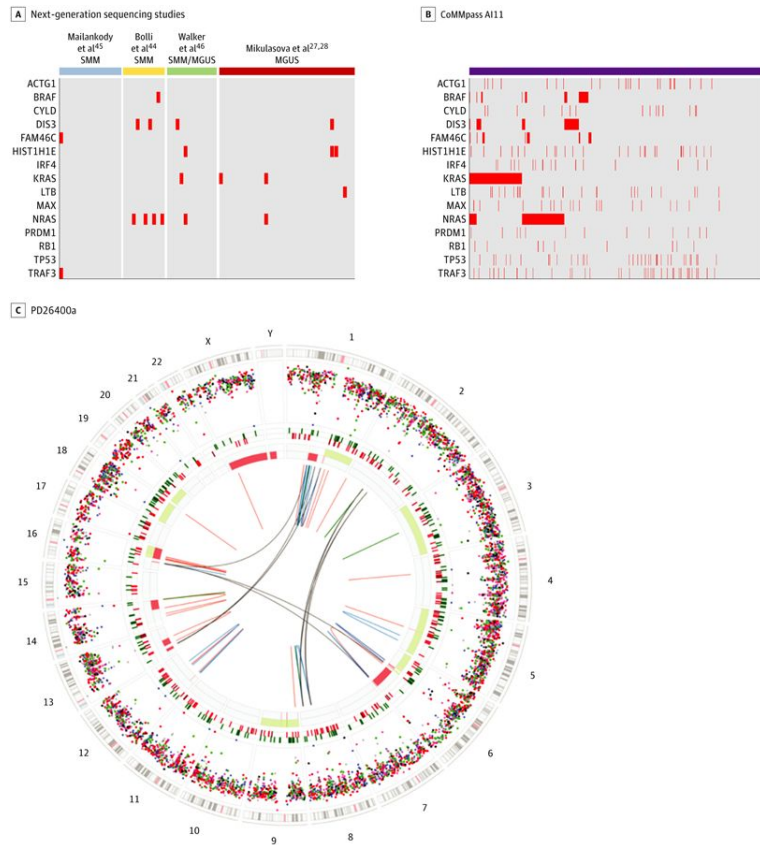 A Next-generation sequencing studies
Mailankody et al45 SMM
Bolli et al44 SMM
Walker et al46 SMM/MGUS
Mikulasova et al27,28 MGUS
ACTG1
BRAF
CYLD
DIS3
FAM46C
HIST1H1E
IRF4
KRAS
LTB
MAX
NRAS
PRDM1
RB1
TP53
TRAF3
B CoMMpass AI11
ACTG1
BRAF
CYLD
DIS3
FAM46C
HIST1H1E
IRF4
KRAS
LTB
MAX
NRAS
PRDM1
RB1
TP53
TRAF3
C PD26400a
1
2
3
4
5
6
7
8
9
10
11
12
13
14
15
16
17
18
19
20
21
22
X
Y